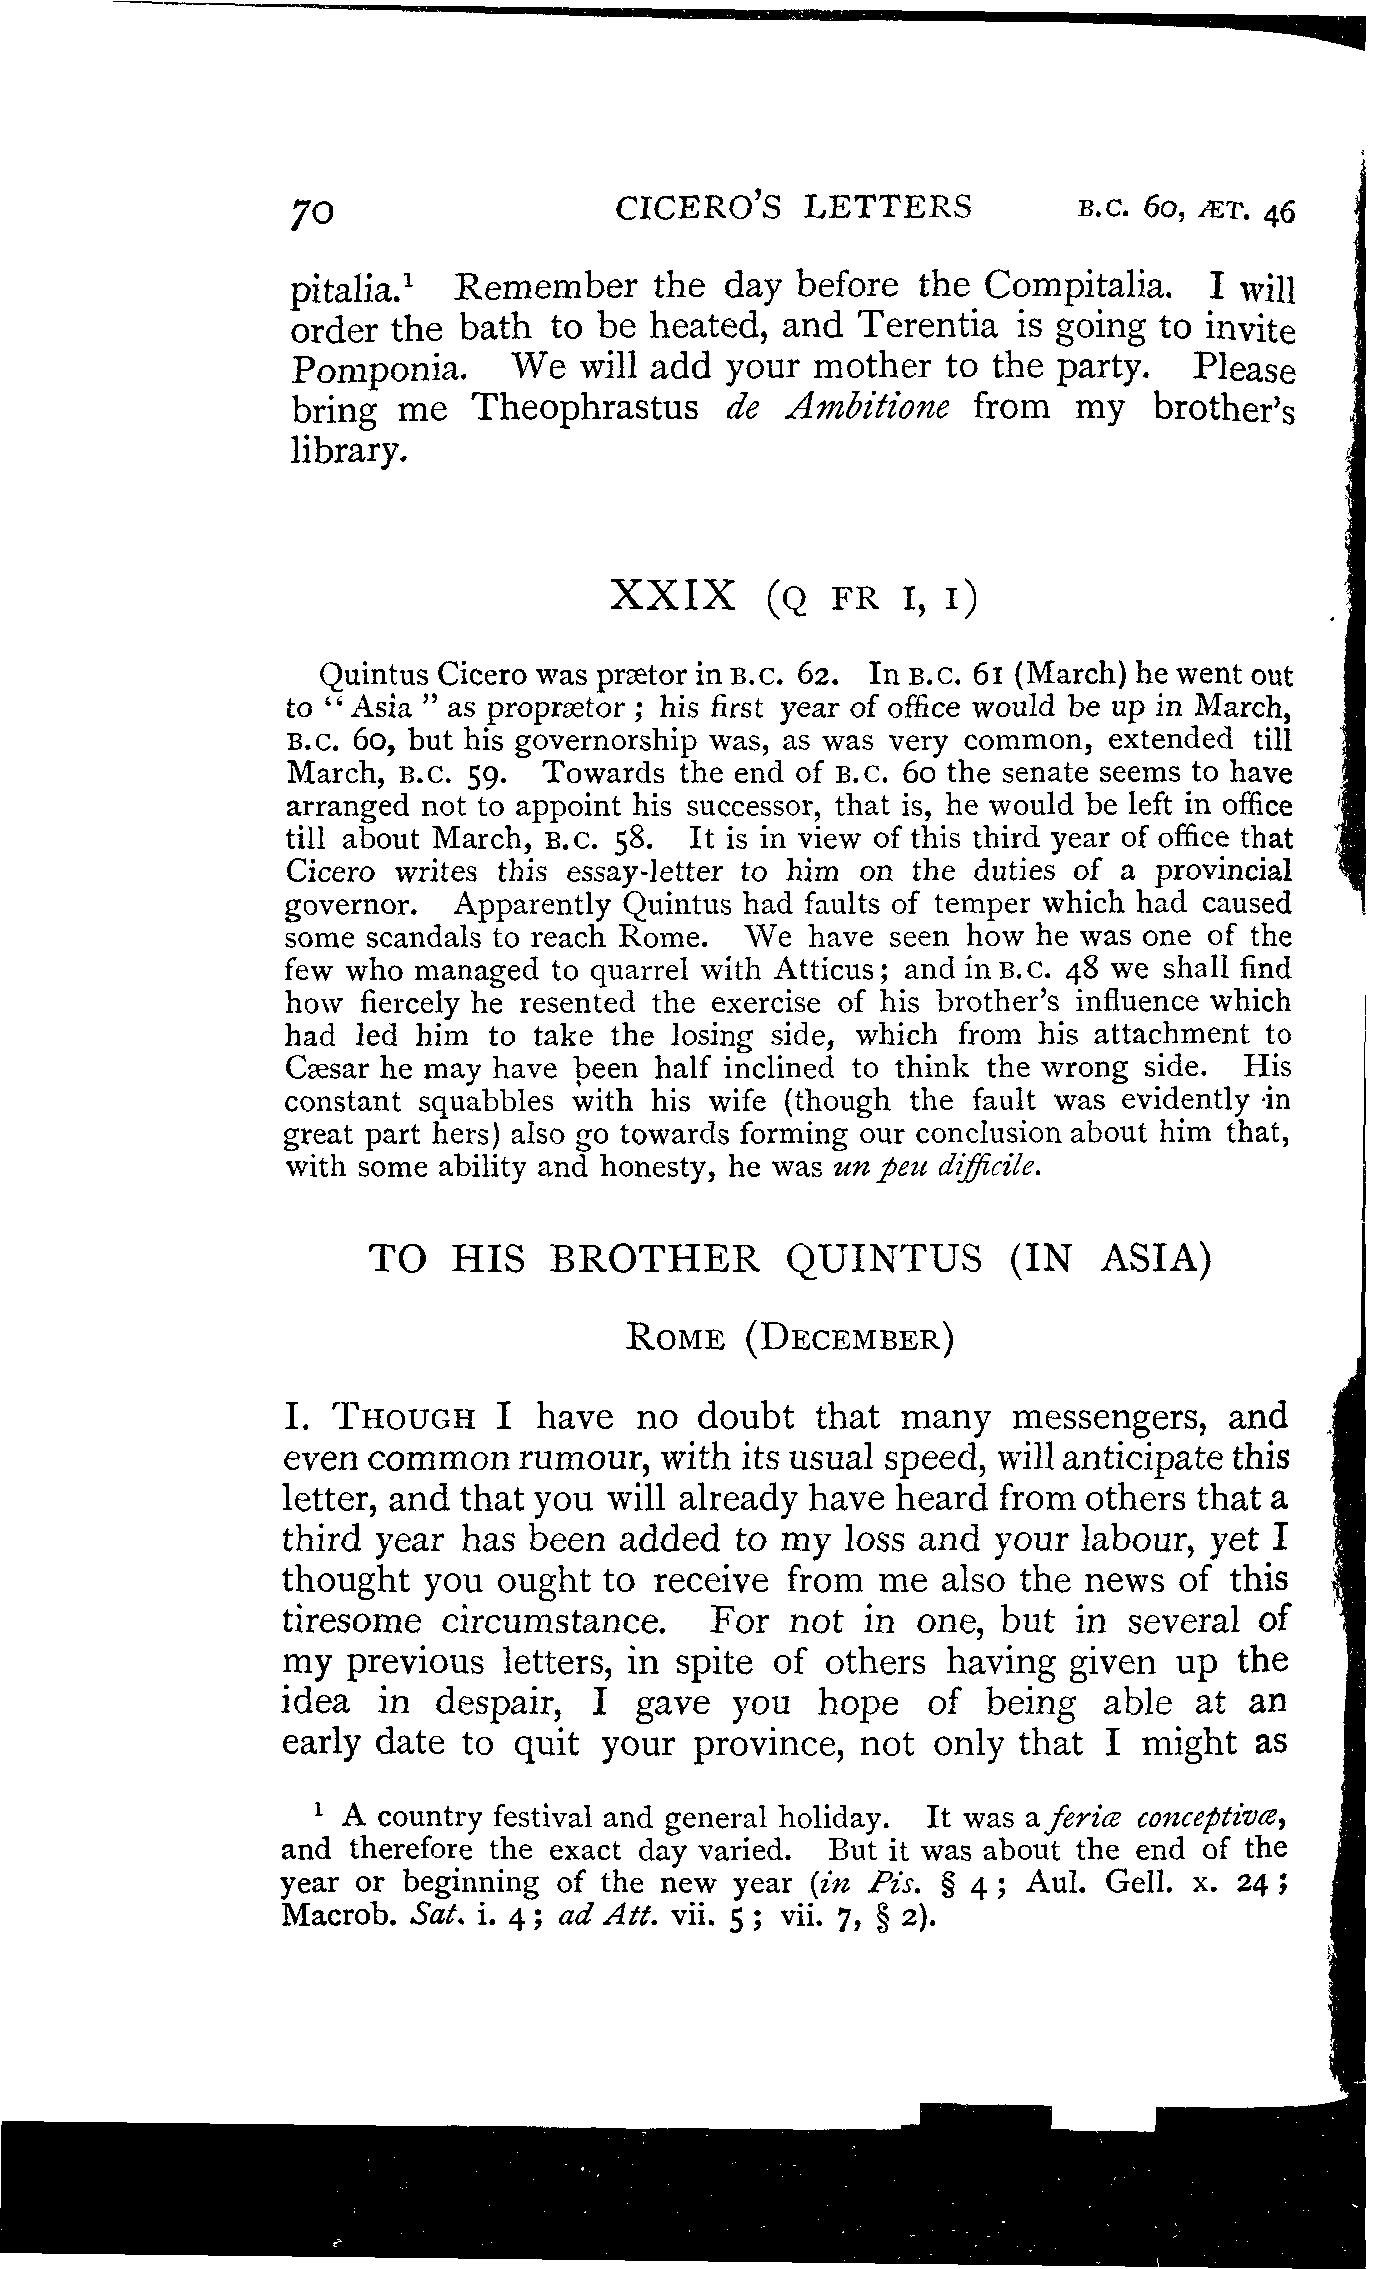 70 CICERO'S LETTERS B.C. 60, ÆT. 46
pitalia.¹ Remember the day before the Compitalia. I will
order the bath to be heated, and Terentia is going to invite
Pomponia. We will add your mother to the party. Please
bring me Theophrastus de Ambitione from my brother's
library.
XXIX (Q FR I, I)
Quintus Cicero was prætor in B.C. 62. In B.C. 61 (March) he went out
to "Asia" as proprætor; his first year of office would be up in March,
B.C. 60, but his governorship was, as was very common, extended till
March, B.C. 59. Towards the end of B.C. 60 the senate seems to have
arranged not to appoint his successor, that is, he would be left in office
till about March, B.C. 58. It is in view of this third year of office that
Cicero writes this essay-letter to him on the duties of a provincial
governor. Apparently Quintus had faults of temper which had caused
some scandals to reach Rome. We have seen how he was one of the
few who managed to quarrel with Atticus; and in B.C. 48 we shall find
how fiercely he resented the exercise of his brother's influence which
had led him to take the losing side, which from his attachment to
Cæsar he may have been half inclined to think the wrong side. His
constant squabbles with his wife (though the fault was evidently in
great part hers) also go towards forming our conclusion about him that,
with some ability and honesty, he was un peu difficile.
TO HIS BROTHER QUINTUS (IN ASIA)
ROME (DECEMBER)
I. THOUGH I have no doubt that many messengers, and
even common rumour, with its usual speed, will anticipate this
letter, and that you will already have heard from others that a
third year has been added to my loss and your labour, yet I
thought you ought to receive from me also the news of this
tiresome circumstance. For not in one, but in several of
my previous letters, in spite of others having given up the
idea in despair, I gave you hope of being able at an
early date to quit your province, not only that I might as
¹ A country festival and general holiday. It was a feriæ conceptivæ,
and therefore the exact day varied. But it was about the end of the
year or beginning of the new year (in Pis. § 4; Aul. Gell. x. 24;
Macrob. Sat. i. 4; ad Att. vii. 5; vii. 7, § 2).